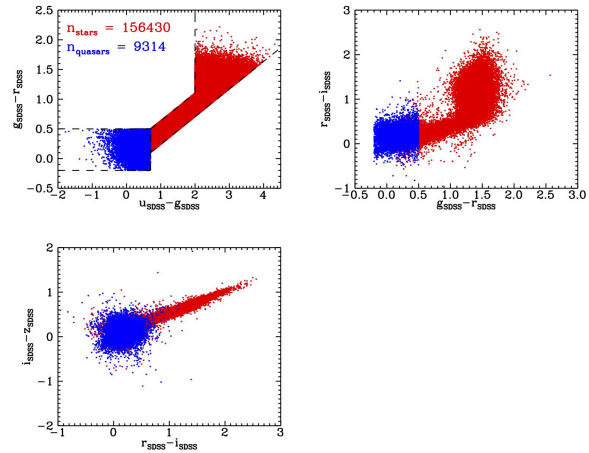 n_stars = 156430
n_quasars = 9314
2.5
2.0
1.5
1.0
0.5
0.0
-0.5
g_SDSS-r_SDSS
-2 -1 0 1 2 3 4
u_SDSS-g_SDSS
3
2
1
0
-1
r_SDSS-i_SDSS
-0.5 0.0 0.5 1.0 1.5 2.0 2.5 3.0
g_SDSS-r_SDSS
2
1
0
-1
-2
i_SDSS-z_SDSS
-1 0 1 2 3
r_SDSS-i_SDSS